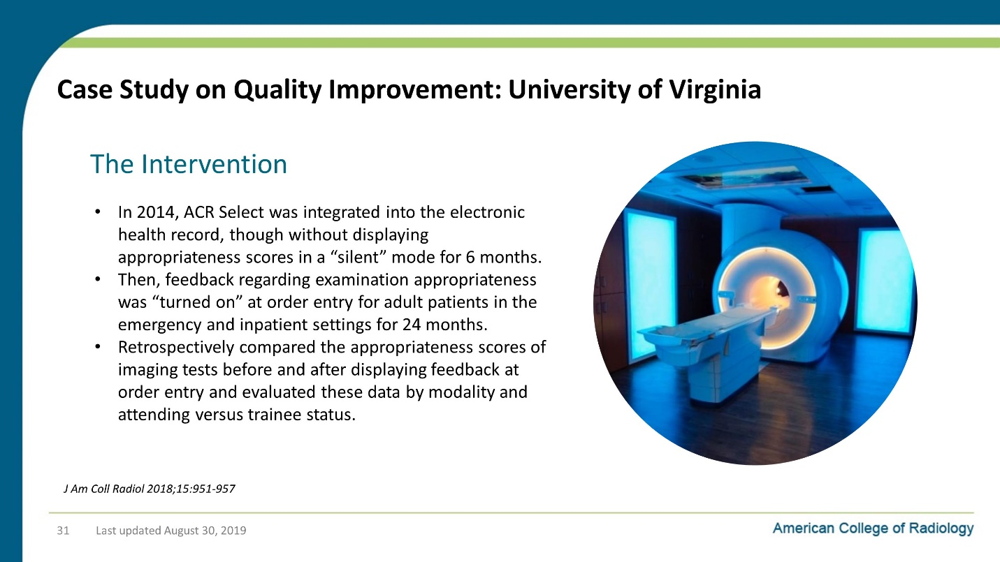 Case Study on Quality Improvement: University of Virginia
The Intervention
• In 2014, ACR Select was integrated into the electronic
health record, though without displaying
appropriateness scores in a “silent” mode for 6 months.
• Then, feedback regarding examination appropriateness
was “turned on” at order entry for adult patients in the
emergency and inpatient settings for 24 months.
• Retrospectively compared the appropriateness scores of
imaging tests before and after displaying feedback at
order entry and evaluated these data by modality and
attending versus trainee status.
J Am Coll Radiol 2018;15:951-957
31 Last updated August 30, 2019
American College of Radiology